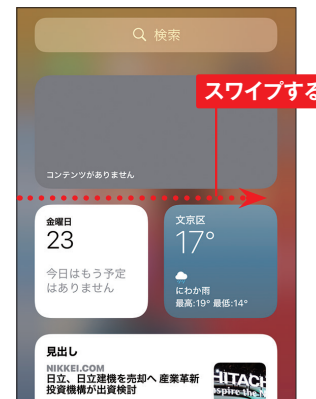 検索
スワイプする
コンテンツがありません
金曜日
23
今日はもう予定
はありません
文京区
17°
にわか雨
最高:19° 最低:14°
見出し
NIKKEI.COM
日立、日立建機を売却へ 産業革新
投資機構が出資検討
HITACH
nspire the N